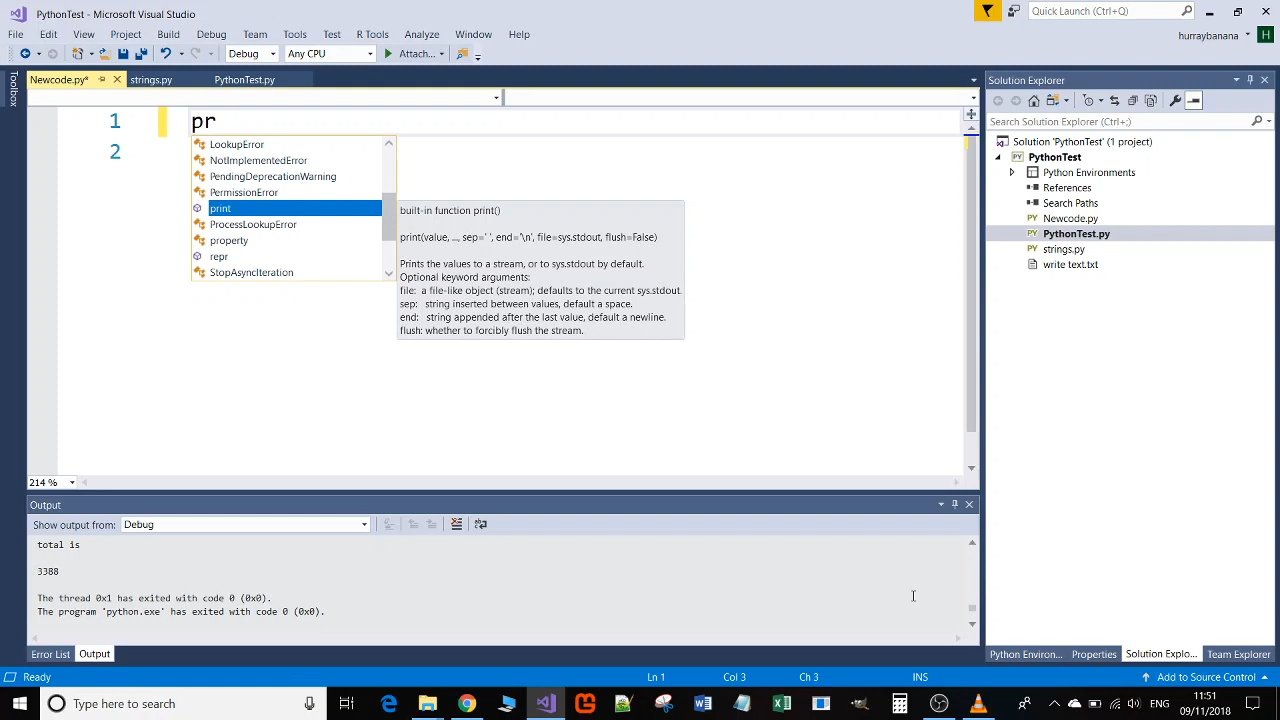 PythonTest - Microsoft Visual Studio
Quick Launch (Ctrl+Q)
File Edit View Project Build Debug Team Tools Test R Tools Analyze Window Help
hurraybanana H
Debug Any CPU Attach...
Toolbox
Newcode.py* strings.py PythonTest.py
1 pr
2
LookupError
NotImplementedError
PendingDeprecationWarning
PermissionError
print
ProcessLookupError
property
repr
StopAsyncIteration
built-in function print()
print(value, ..., sep=' ', end='\n', file=sys.stdout, flush=False)
Prints the values to a stream, or to sys.stdout by default.
Optional keyword arguments:
file: a file-like object (stream); defaults to the current sys.stdout.
sep: string inserted between values, default a space.
end: string appended after the last value, default a newline.
flush: whether to forcibly flush the stream.
214 %
Solution Explorer
Search Solution Explorer (Ctrl+;)
Solution 'PythonTest' (1 project)
PythonTest
Python Environments
References
Search Paths
Newcode.py
PythonTest.py
strings.py
write text.txt
Output
Show output from: Debug
total is
3388
The thread 0x1 has exited with code 0 (0x0).
The program 'python.exe' has exited with code 0 (0x0).
Error List Output
Python Environ... Properties Solution Explo... Team Explorer
Ready Ln 1 Col 3 Ch 3 INS Add to Source Control
Type here to search
ENG
11:51
09/11/2018